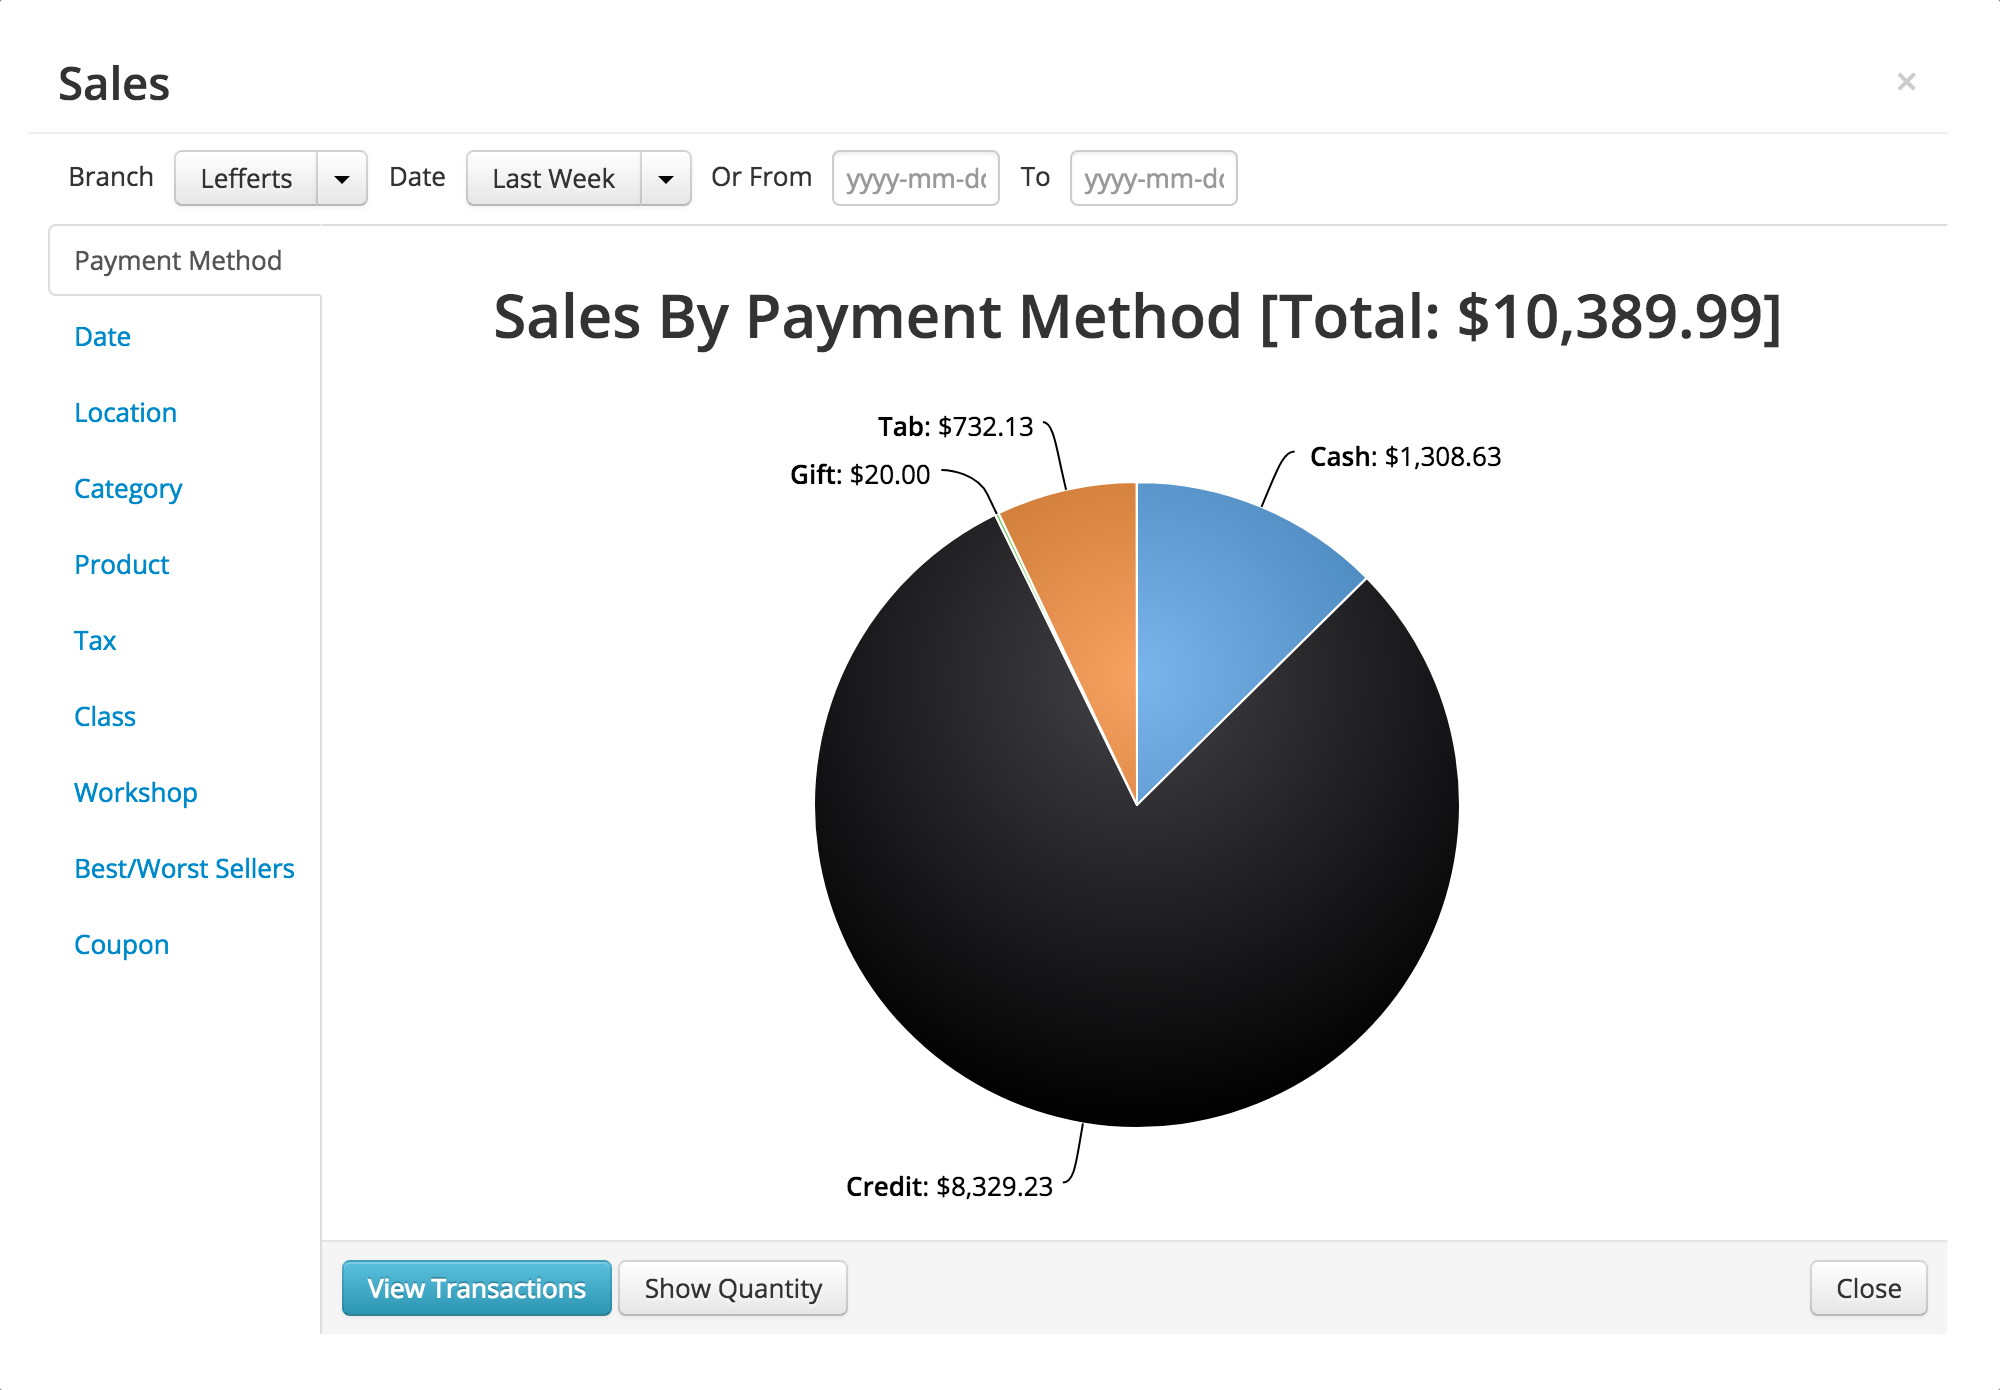 Sales
×
Branch Lefferts Date Last Week Or From yyyy-mm-dd To yyyy-mm-dd
Payment Method
Date
Location
Category
Product
Tax
Class
Workshop
Best/Worst Sellers
Coupon
Sales By Payment Method [Total: $10,389.99]
Tab: $732.13
Cash: $1,308.63
Gift: $20.00
Credit: $8,329.23
View Transactions Show Quantity Close